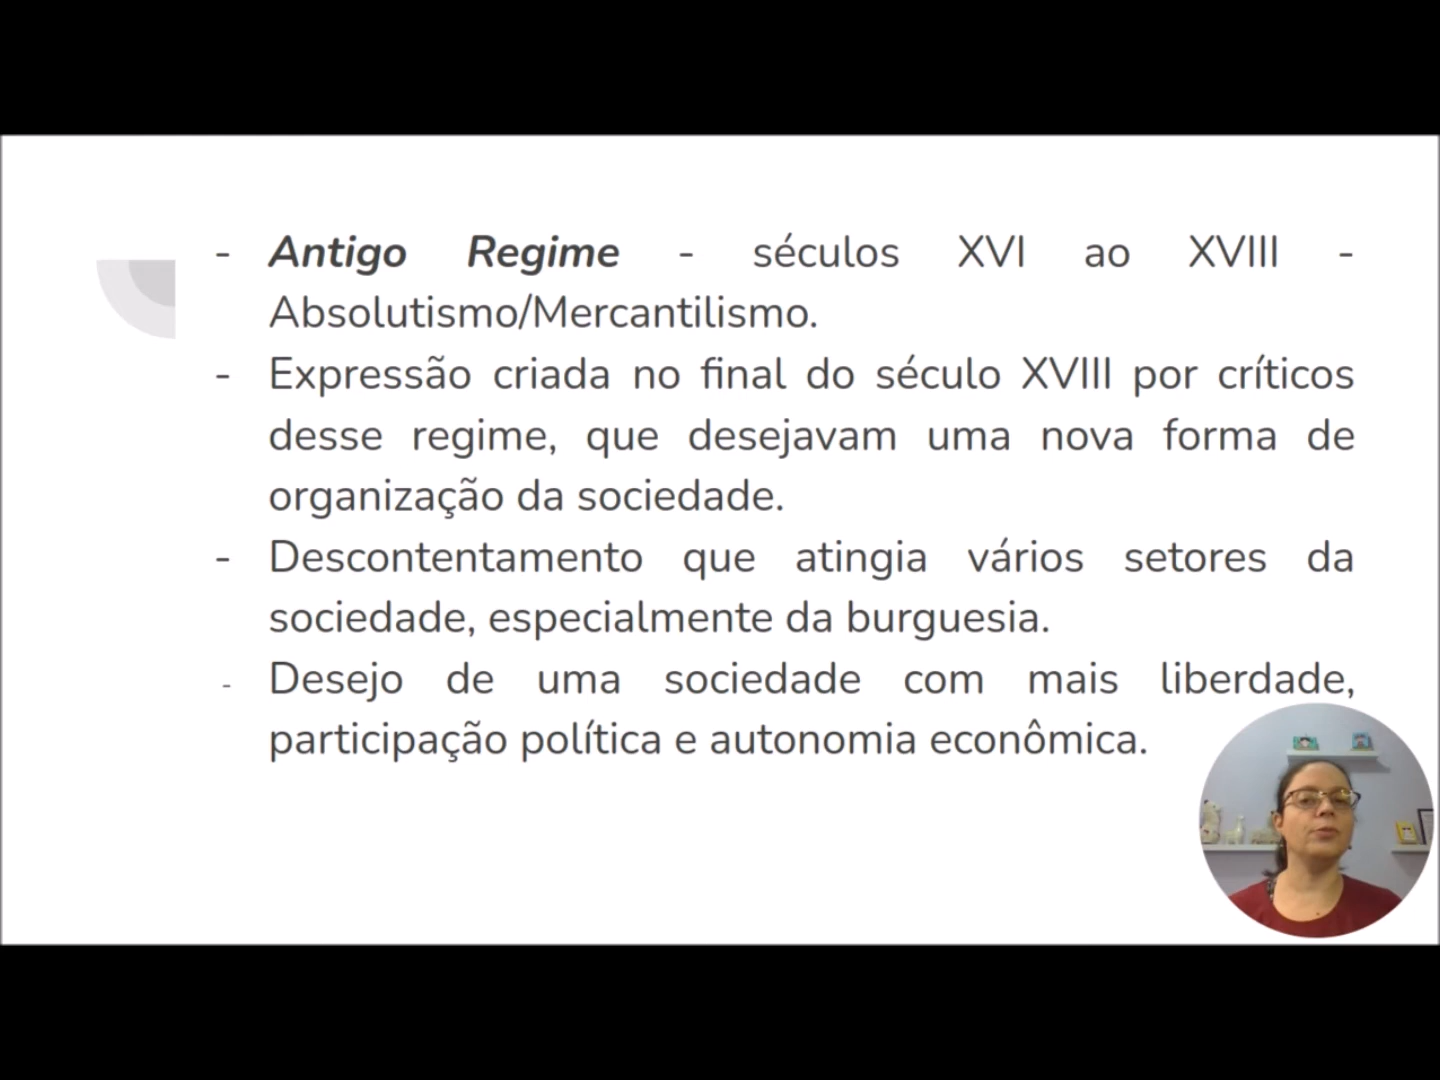 - Antigo Regime - séculos XVI ao XVIII -
Absolutismo/Mercantilismo.
- Expressão criada no final do século XVIII por críticos
desse regime, que desejavam uma nova forma de
organização da sociedade.
- Descontentamento que atingia vários setores da
sociedade, especialmente da burguesia.
- Desejo de uma sociedade com mais liberdade,
participação política e autonomia econômica.